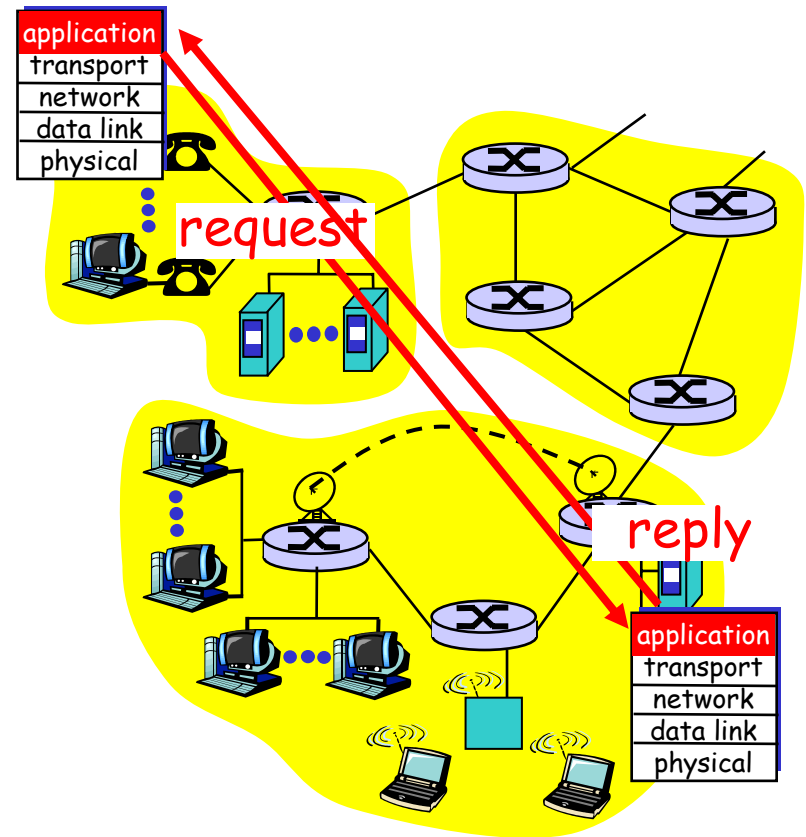 application
transport
network
data link
physical
request
reply
application
transport
network
data link
physical